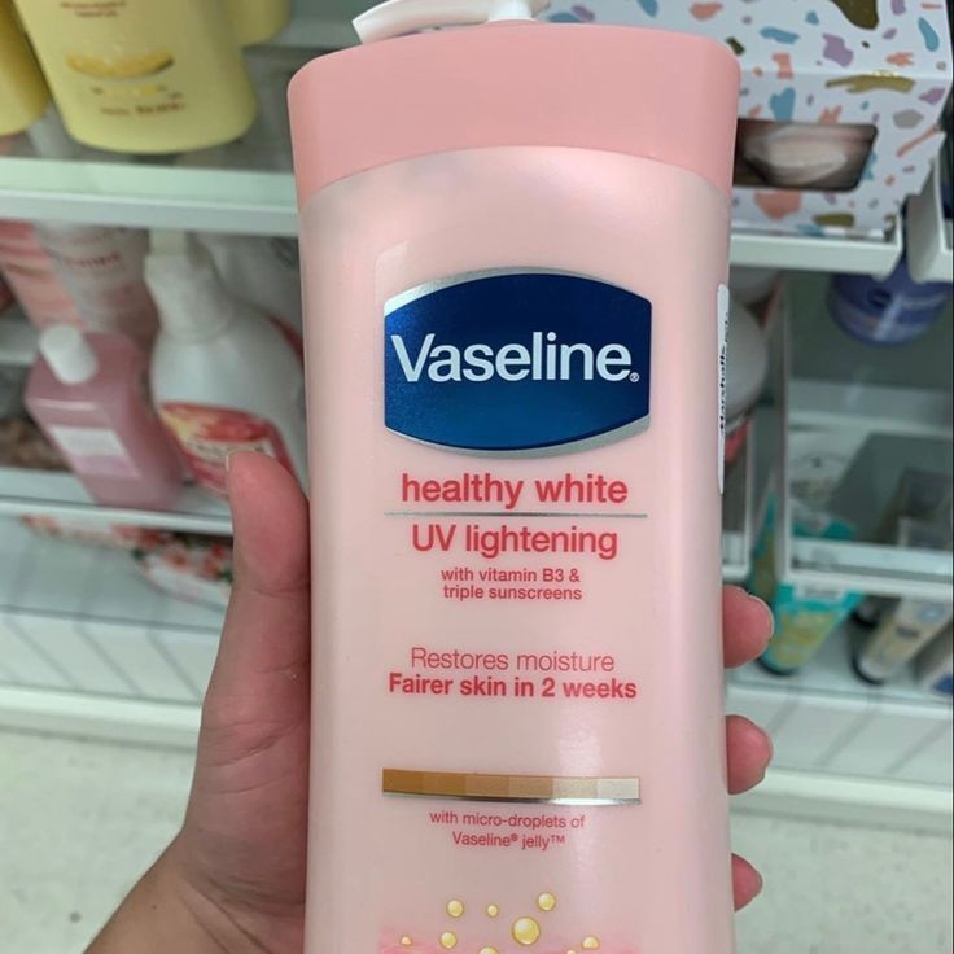 Vaseline®
healthy white
UV lightening
with vitamin B3 &
triple sunscreens
Restores moisture
Fairer skin in 2 weeks
with micro-droplets of
Vaseline® jelly™
Marshalls